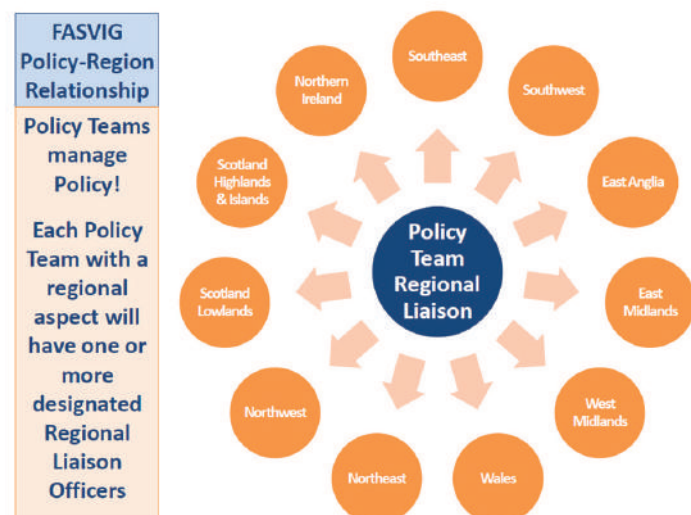 FASVIG
Policy-Region
Relationship
Policy Teams
manage
Policy!
Each Policy
Team with a
regional
aspect will
have one or
more
designated
Regional
Liaison
Officers
Policy
Team
Regional
Liaison
Southeast
Southwest
East Anglia
East
Midlands
West
Midlands
Wales
Northeast
Northwest
Scotland
Lowlands
Scotland
Highlands
& Islands
Northern
Ireland